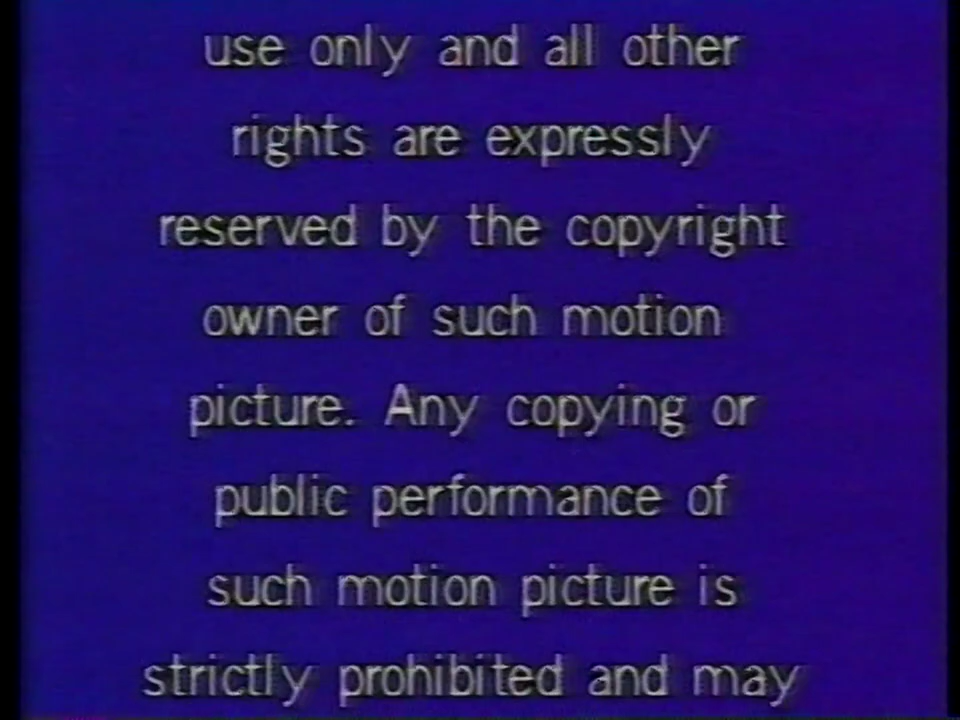 use only and all other
rights are expressly
reserved by the copyright
owner of such motion
picture. Any copying or
public performance of
such motion picture is
strictly prohibited and may